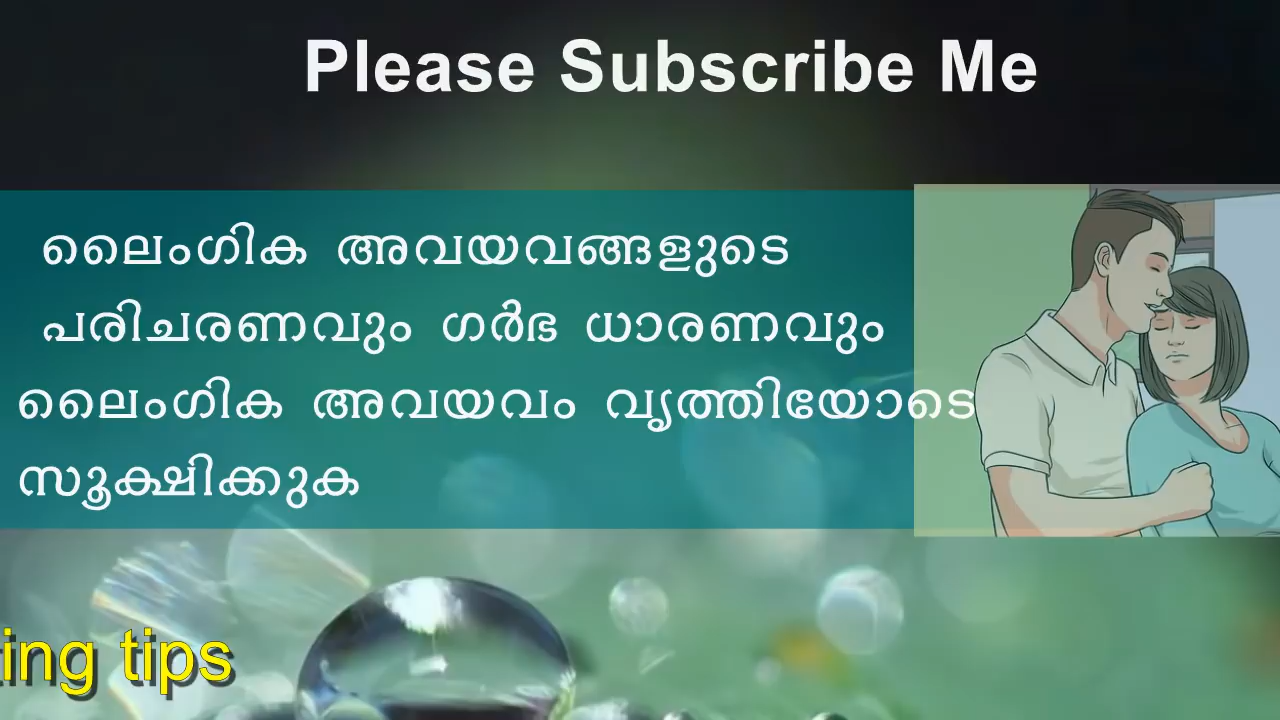 Please Subscribe Me
ലൈംഗിക അവയവങ്ങളുടെ
പരിചരണവും ഗർഭ ധാരണവും
ലൈംഗിക അവയവം വൃത്തിയോടെ
സൂക്ഷിക്കുക
ing tips